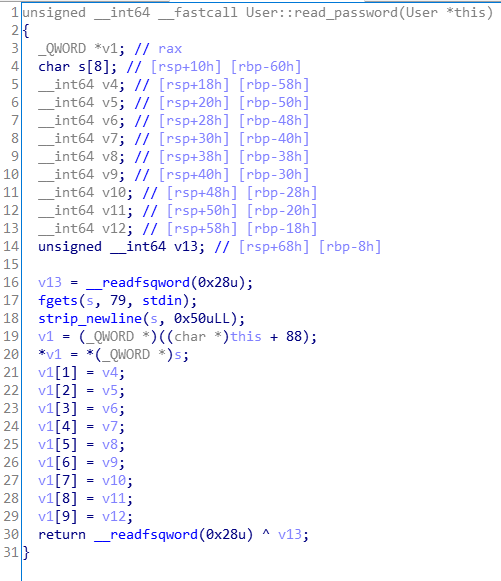 1 unsigned __int64 __fastcall User::read_password(User *this)
2 {
3   _QWORD *v1; // rax
4   char s[8]; // [rsp+10h] [rbp-60h]
5   __int64 v4; // [rsp+18h] [rbp-58h]
6   __int64 v5; // [rsp+20h] [rbp-50h]
7   __int64 v6; // [rsp+28h] [rbp-48h]
8   __int64 v7; // [rsp+30h] [rbp-40h]
9   __int64 v8; // [rsp+38h] [rbp-38h]
10   __int64 v9; // [rsp+40h] [rbp-30h]
11   __int64 v10; // [rsp+48h] [rbp-28h]
12   __int64 v11; // [rsp+50h] [rbp-20h]
13   __int64 v12; // [rsp+58h] [rbp-18h]
14   unsigned __int64 v13; // [rsp+68h] [rbp-8h]
15
16   v13 = __readfsqword(0x28u);
17   fgets(s, 79, stdin);
18   strip_newline(s, 0x50uLL);
19   v1 = (_QWORD *)((char *)this + 88);
20   *v1 = *(_QWORD *)s;
21   v1[1] = v4;
22   v1[2] = v5;
23   v1[3] = v6;
24   v1[4] = v7;
25   v1[5] = v8;
26   v1[6] = v9;
27   v1[7] = v10;
28   v1[8] = v11;
29   v1[9] = v12;
30   return __readfsqword(0x28u) ^ v13;
31 }